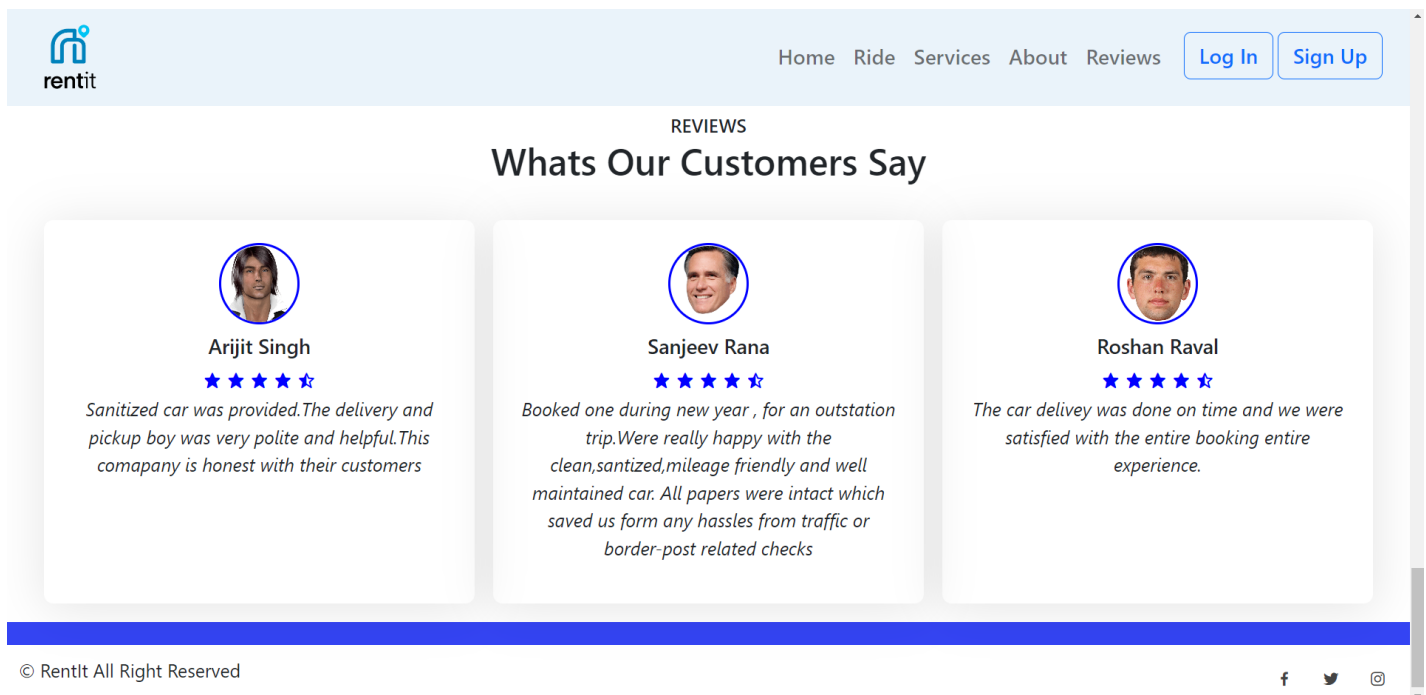 rentit
Home Ride Services About Reviews Log In Sign Up
REVIEWS
Whats Our Customers Say
Arijit Singh
Sanitized car was provided.The delivery and
pickup boy was very polite and helpful.This
comapany is honest with their customers
Sanjeev Rana
Booked one during new year , for an outstation
trip.Were really happy with the
clean,santized,mileage friendly and well
maintained car. All papers were intact which
saved us form any hassles from traffic or
border-post related checks
Roshan Raval
The car delivey was done on time and we were
satisfied with the entire booking entire
experience.
© RentIt All Right Reserved